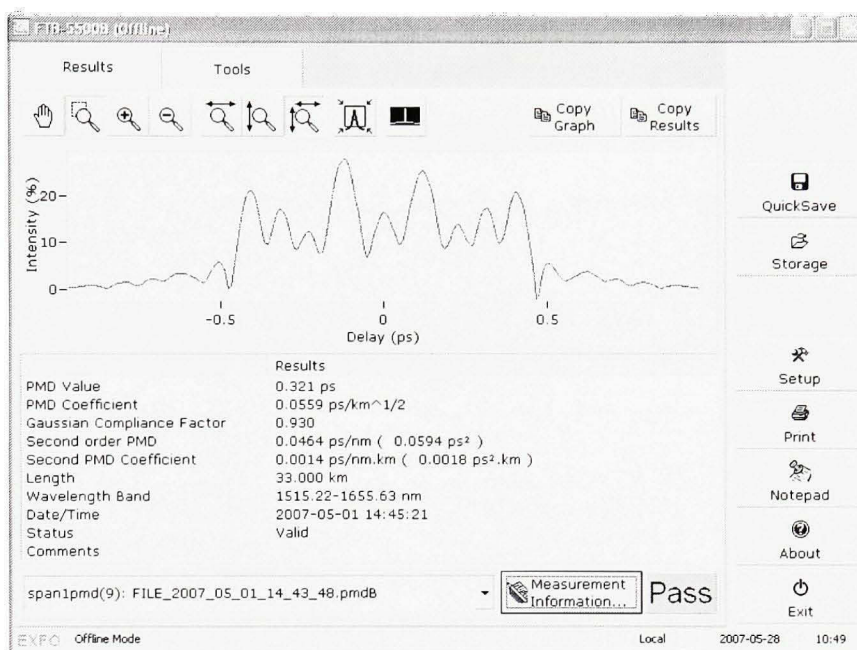 FTB-5500B (Offline)
Results Tools
Copy Graph
Copy Results
Intensity (%)
20
10
0
-0.5 0 0.5
Delay (ps)
Results
PMD Value 0.321 ps
PMD Coefficient 0.0559 ps/km^1/2
Gaussian Compliance Factor 0.930
Second order PMD 0.0464 ps/nm ( 0.0594 ps² )
Second PMD Coefficient 0.0014 ps/nm.km ( 0.0018 ps².km )
Length 33.000 km
Wavelength Band 1515.22-1655.63 nm
Date/Time 2007-05-01 14:45:21
Status Valid
Comments
span1pmd(9): FILE_2007_05_01_14_43_48.pmdB
Measurement Information...
Pass
QuickSave
Storage
Setup
Print
Notepad
About
Exit
EXFO Offline Mode Local 2007-05-28 10:49